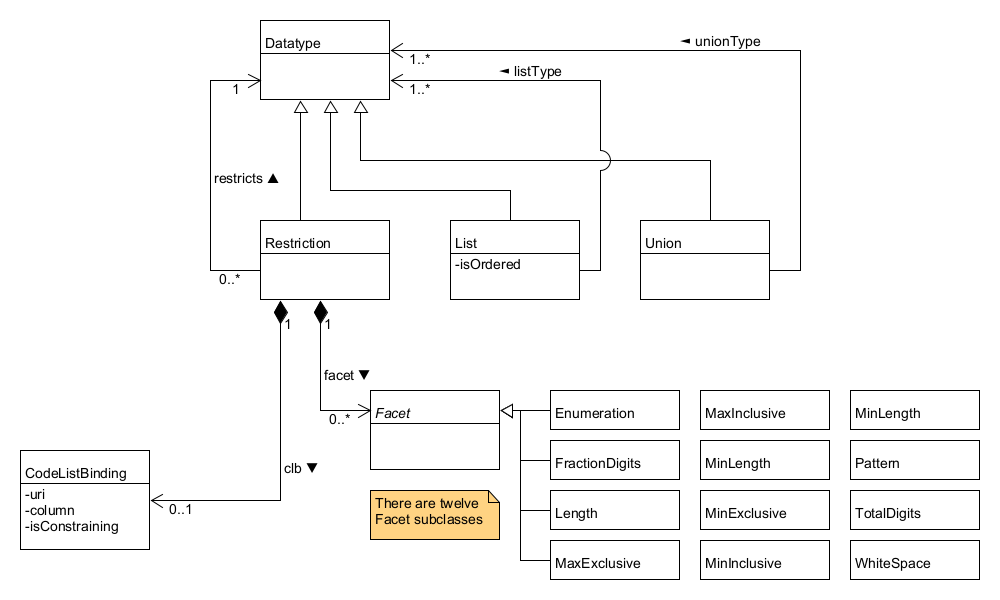 Datatype
◄ unionType
1..*
◄ listType
1
1..*
restricts ▲
Restriction
List
-isOrdered
Union
0..*
1
1
facet ▼
0..*
Facet
Enumeration
MaxInclusive
MinLength
clb ▼
CodeListBinding
-uri
-column
-isConstraining
0..1
FractionDigits
MinLength
Pattern
There are twelve
Facet subclasses
Length
MinExclusive
TotalDigits
MaxExclusive
MinInclusive
WhiteSpace